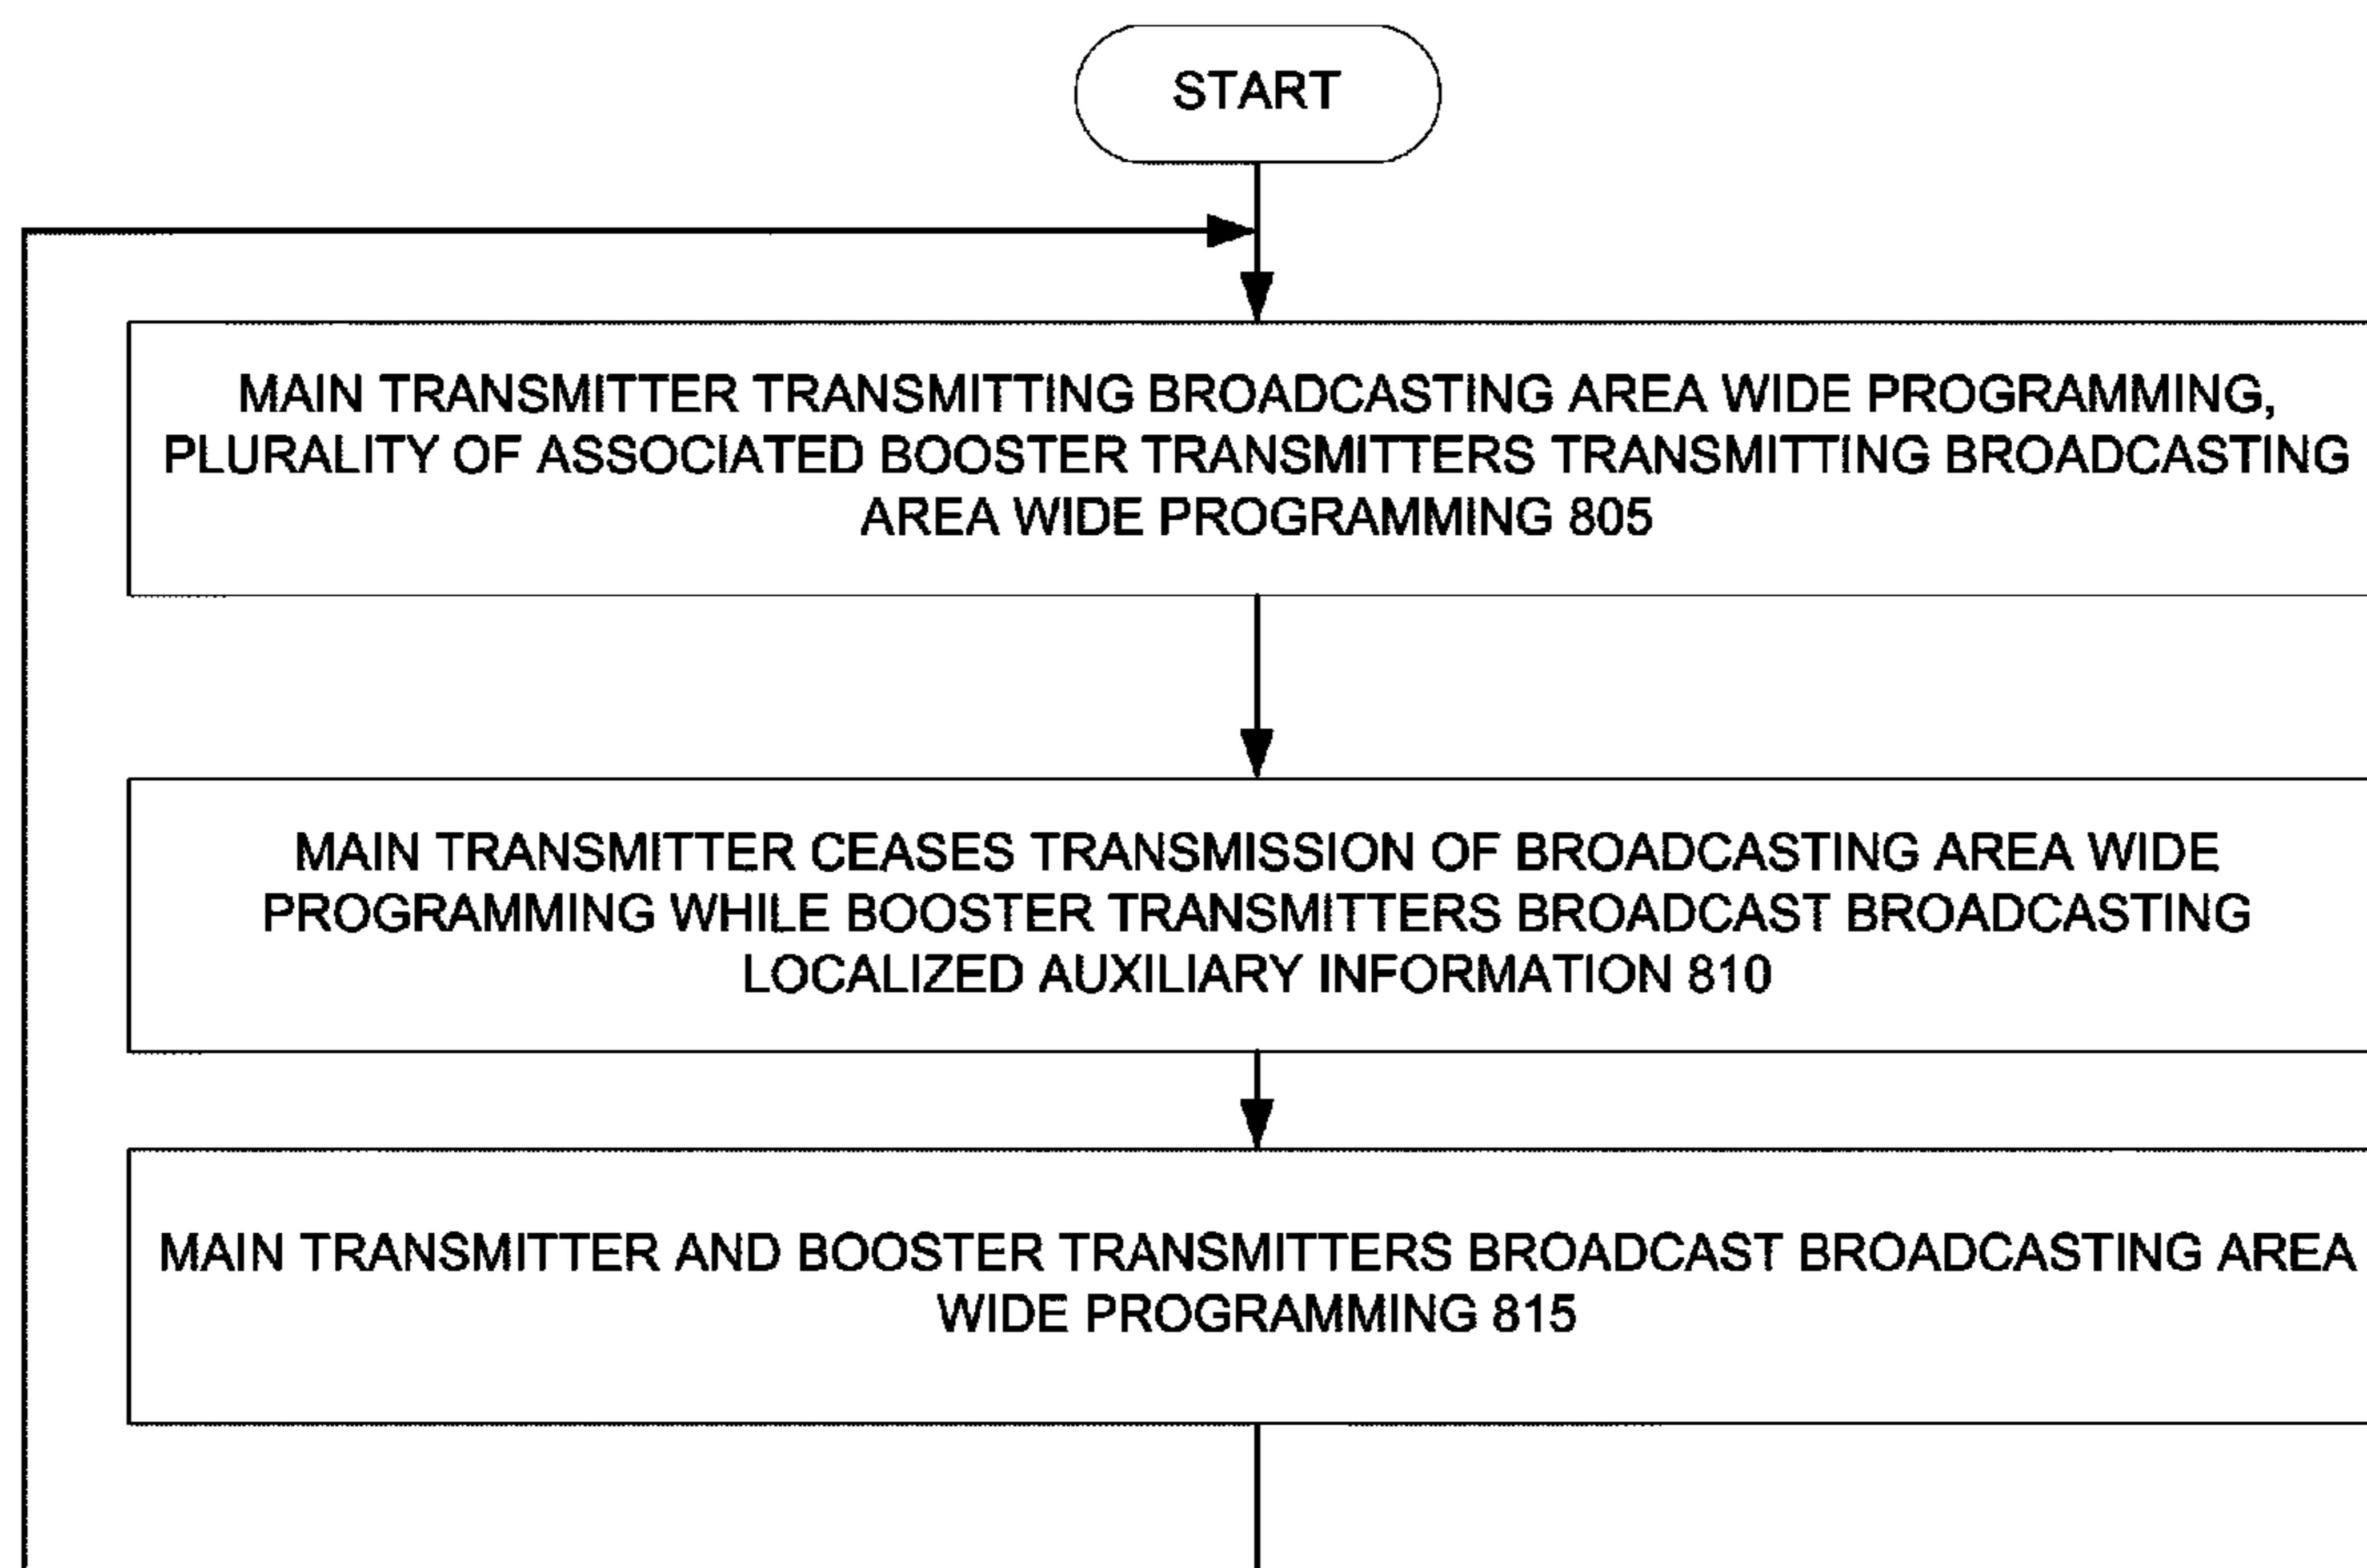 START
MAIN TRANSMITTER TRANSMITTING BROADCASTING AREA WIDE PROGRAMMING,
PLURALITY OF ASSOCIATED BOOSTER TRANSMITTERS TRANSMITTING BROADCASTING
AREA WIDE PROGRAMMING 805
MAIN TRANSMITTER CEASES TRANSMISSION OF BROADCASTING AREA WIDE
PROGRAMMING WHILE BOOSTER TRANSMITTERS BROADCAST BROADCASTING
LOCALIZED AUXILIARY INFORMATION 810
MAIN TRANSMITTER AND BOOSTER TRANSMITTERS BROADCAST BROADCASTING AREA
WIDE PROGRAMMING 815